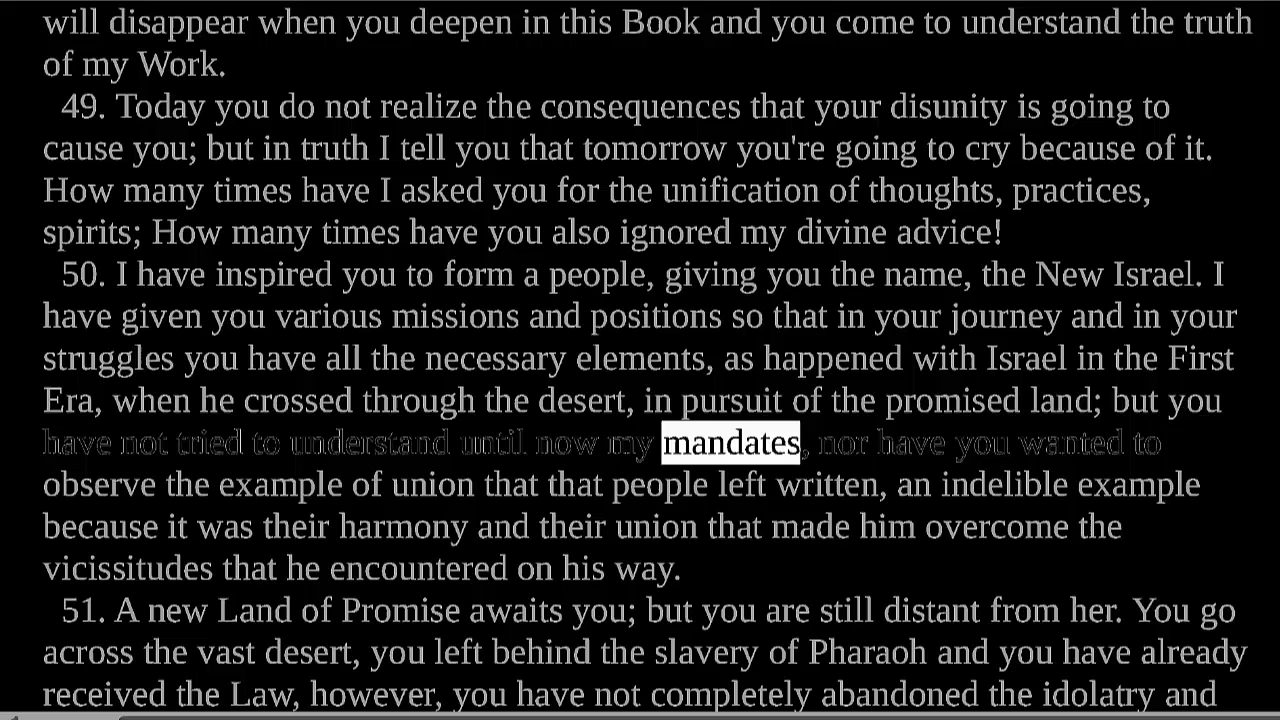 will disappear when you deepen in this Book and you come to understand the truth
of my Work.
49. Today you do not realize the consequences that your disunity is going to
cause you; but in truth I tell you that tomorrow you're going to cry because of it.
How many times have I asked you for the unification of thoughts, practices,
spirits; How many times have you also ignored my divine advice!
50. I have inspired you to form a people, giving you the name, the New Israel. I
have given you various missions and positions so that in your journey and in your
struggles you have all the necessary elements, as happened with Israel in the First
Era, when he crossed through the desert, in pursuit of the promised land; but you
have not tried to understand until now my mandates, nor have you wanted to
observe the example of union that that people left written, an indelible example
because it was their harmony and their union that made him overcome the
vicissitudes that he encountered on his way.
51. A new Land of Promise awaits you; but you are still distant from her. You go
across the vast desert, you left behind the slavery of Pharaoh and you have already
received the Law, however, you have not completely abandoned the idolatry and